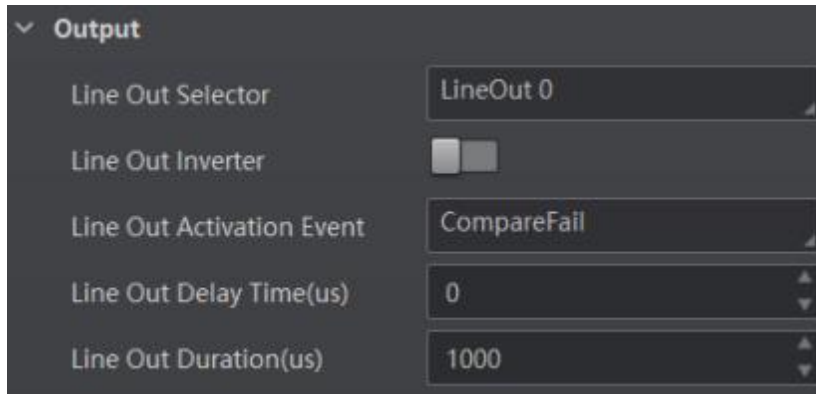 Output
Line Out Selector LineOut 0
Line Out Inverter
Line Out Activation Event CompareFail
Line Out Delay Time(us) 0
Line Out Duration(us) 1000